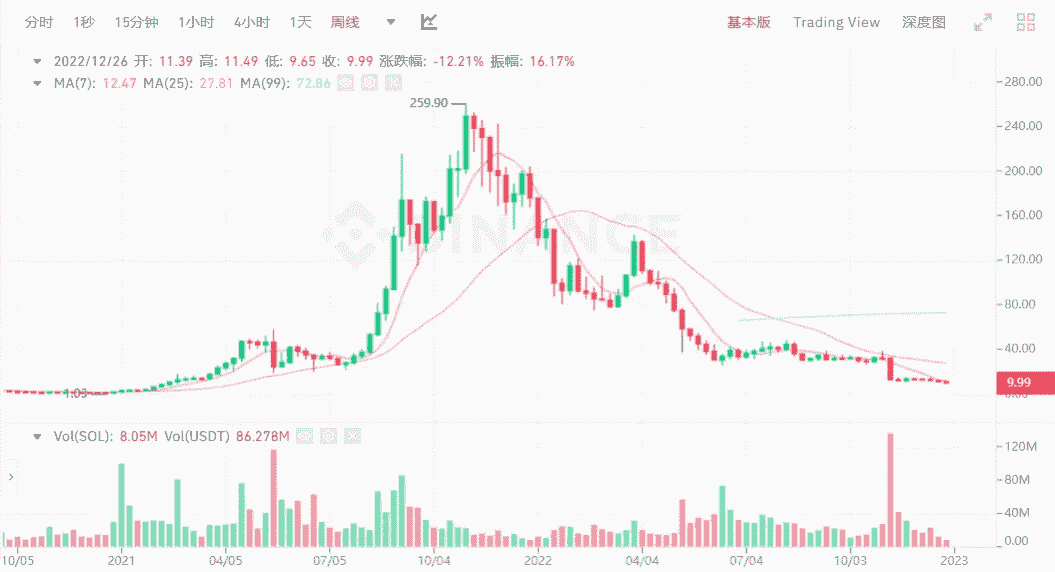 分时 1秒 15分钟 1小时 4小时 1天 周线 基本版 Trading View 深度图
2022/12/26 开: 11.39 高: 11.49 低: 9.65 收: 9.99 涨跌幅: -12.21% 振幅: 16.17%
MA(7): 12.47 MA(25): 27.81 MA(99): 72.86
280.00
259.90
240.00
200.00
160.00
BINANCE
120.00
80.00
40.00
9.99
0.00
1.03
Vol(SOL): 8.05M Vol(USDT) 86.278M
120M
80M
40M
0.00
10/05 2021 04/05 07/05 10/04 2022 04/04 07/04 10/03 2023